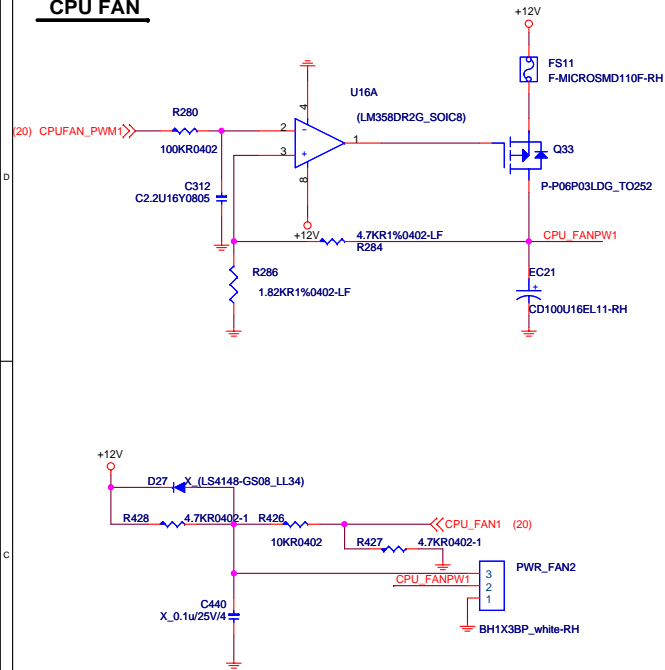 CPU FAN
+12V
FS11
F-MICROSMD110F-RH
U16A
(LM358DR2G_SOIC8)
4
R280
(20) CPUFAN_PWM1
2
-
1
100KR0402
3
+
Q33
8
P-P06P03LDG_TO252
D
C312
C2.2U16Y0805
+12V
4.7KR1%0402-LF
R284
CPU_FANPW1
R286
1.82KR1%0402-LF
EC21
+
CD100U16EL11-RH
+12V
D27
X_(LS4148-GS08_LL34)
R428
4.7KR0402-1
R426
CPU_FAN1 (20)
10KR0402
R427
4.7KR0402-1
C
PWR_FAN2
3
CPU_FANPW1
2
1
C440
X_0.1u/25V/4
BH1X3BP_white-RH